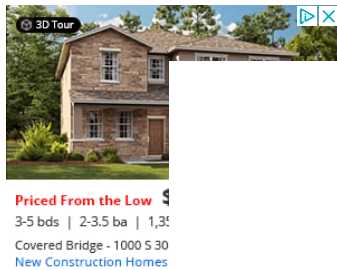 3D Tour
Priced From the Low
3-5 bds | 2-3.5 ba |
Covered Bridge - 1000 S 30
New Construction Homes